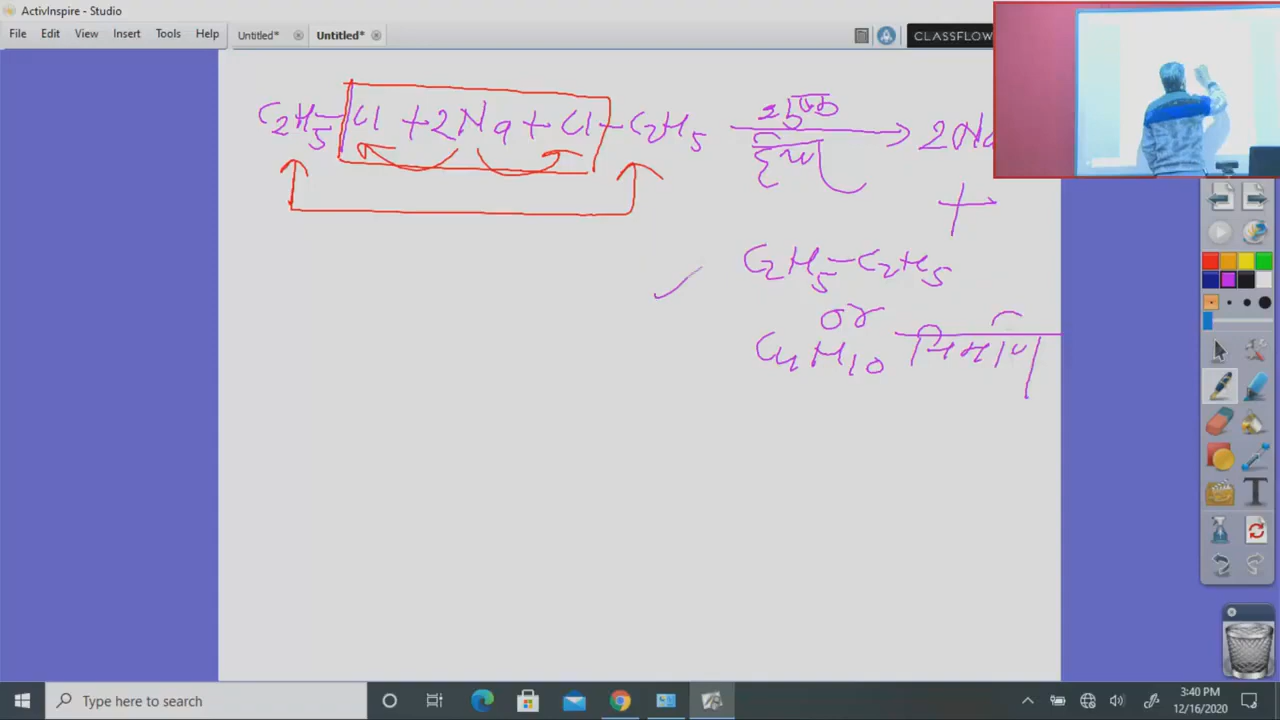 ActivInspire - Studio
File Edit View Insert Tools Help Untitled* Untitled* CLASSFLOW
C2H5-Cl + 2Na + Cl-C2H5 शुष्क → 2Na
ईथर
+
C2H5-C2H5
or
C4H10
Type here to search
3:40 PM
12/16/2020